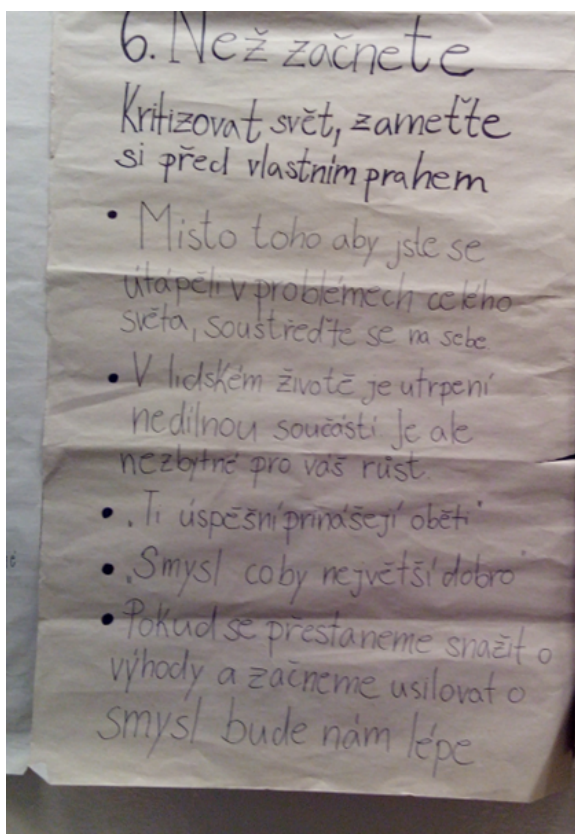 6. Než začnete
Kritizovat svět, zameťte
si před vlastním prahem
• Místo toho aby jste se
utápěli v problémech celého
světa, soustřeďte se na sebe
• V lidském životě je utrpení
nedílnou součástí. Je ale
nezbytné pro váš růst.
• „Ti úspěšní přinášejí oběti"
• „Smysl coby největší dobro"
• Pokud se přestaneme snažit o
výhody a začneme usilovat o
smysl bude nám lépe